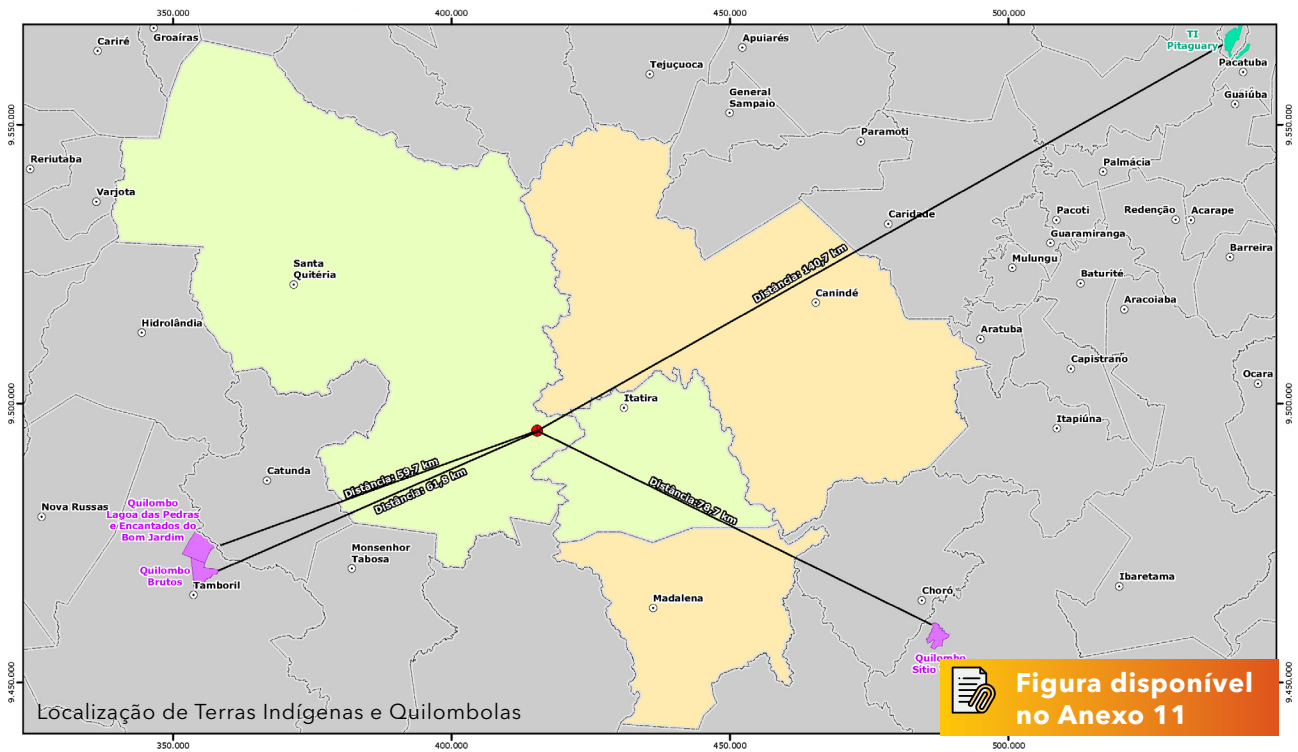 350.000
400.000
450.000
500.000
Cariré
Groaíras
Apuiarés
TI
Pitaguary
Tejuçuoca
Pacatuba
General
Sampaio
Guaiúba
9.550.000
9.550.000
Paramoti
Reriutaba
Palmácia
Varjota
Caridade
Pacoti
Redenção
Acarape
Guaramiranga
Barreira
Mulungu
Santa
Quitéria
Distância: 140,7 km
Baturité
Canindé
Aracoiaba
Hidrolândia
Aratuba
Capistrano
Ocara
Itatira
9.500.000
9.500.000
Itapiúna
Distância: 59,7 km
Catunda
Distância: 61,8 km
Distância:78,7 km
Nova Russas
Quilombo
Lagoa das Pedras
e Encantados do
Bom Jardim
Monsenhor
Tabosa
Quilombo
Brutos
Tamboril
Ibaretama
Choró
Madalena
Quilombo
Sítio
9.450.000
9.450.000
Figura disponível
no Anexo 11
Localização de Terras Indígenas e Quilombolas
350.000
400.000
450.000
500.000